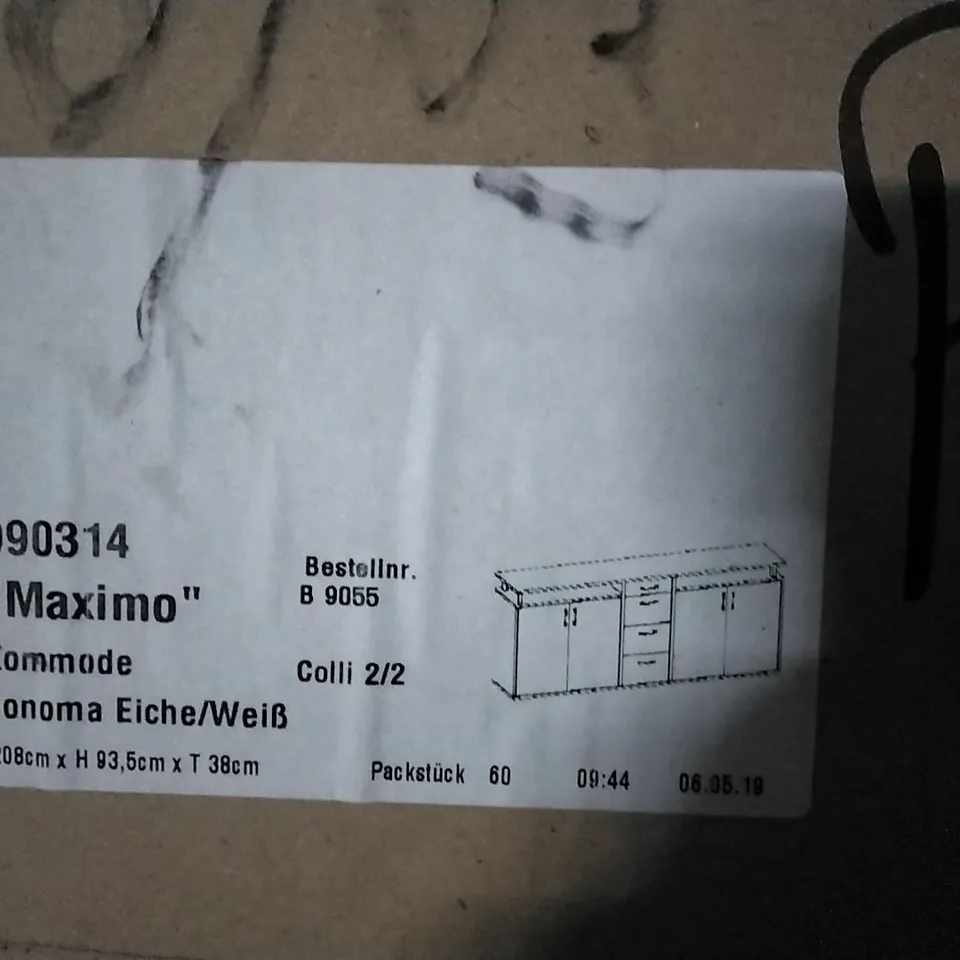 90314
Maximo"
Bestellnr.
B 9055
ommode
Colli 2/2
onoma Eiche/Weiß
08cm x H 93,5cm x T 38cm
Packstück 60 09:44 06.05.19